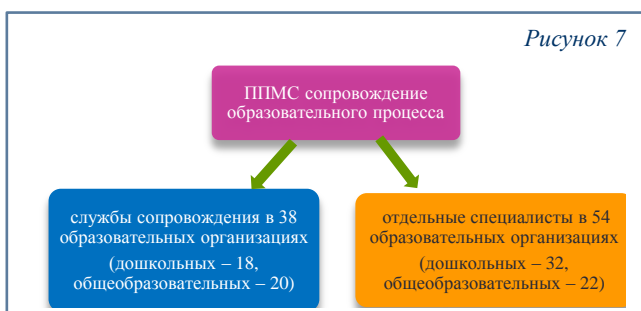 Рисунок 7
ППМС сопровождение
образовательного процесса
службы сопровождения в 38
образовательных организациях
(дошкольных – 18,
общеобразовательных – 20)
отдельные специалисты в 54
образовательных организациях
(дошкольных – 32,
общеобразовательных – 22)